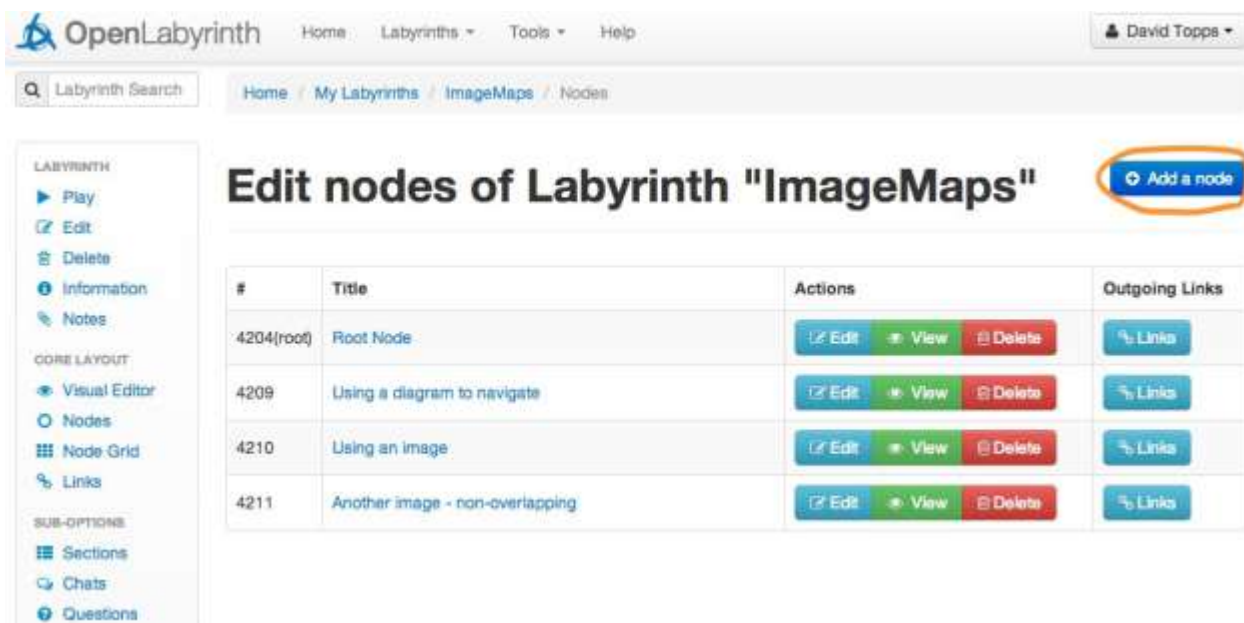 OpenLabyrinth Home Labyrinths Tools Help David Topps
Labyrinth Search Home / My Labyrinths / ImageMaps / Nodes
LABYRINTH
Play
Edit
Delete
Information
Notes
CORE LAYOUT
Visual Editor
Nodes
Node Grid
Links
SUB-OPTIONS
Sections
Chats
Questions
Edit nodes of Labyrinth "ImageMaps" Add a node
# Title Actions Outgoing Links
4204(root) Root Node Edit View Delete Links
4209 Using a diagram to navigate Edit View Delete Links
4210 Using an image Edit View Delete Links
4211 Another image - non-overlapping Edit View Delete Links